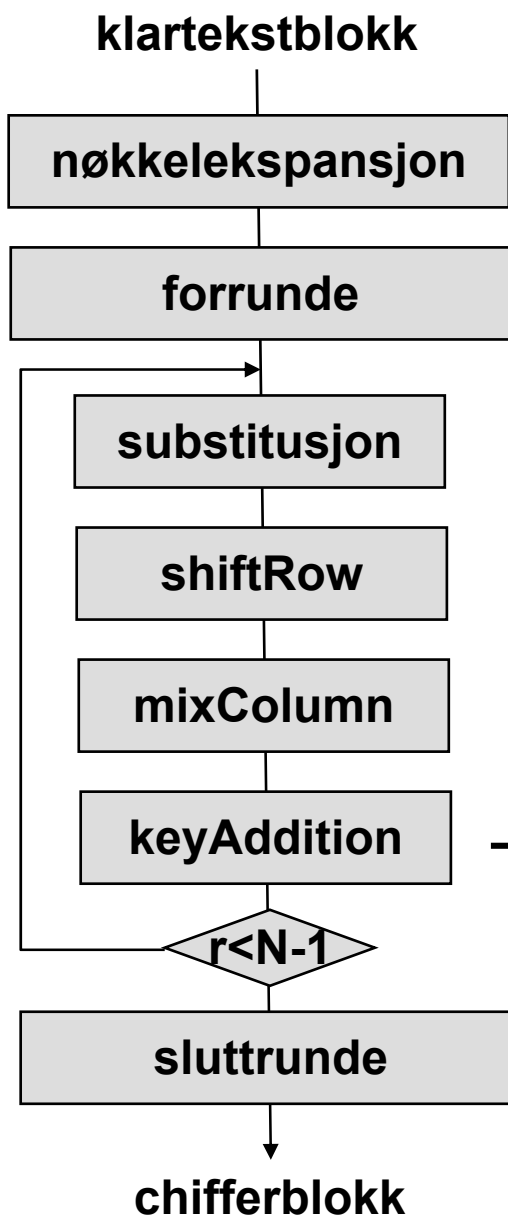 klartekstblokk
nøkkelekspansjon
forrunde
substitusjon
shiftRow
mixColumn
keyAddition
r<N-1
sluttrunde
chifferblokk